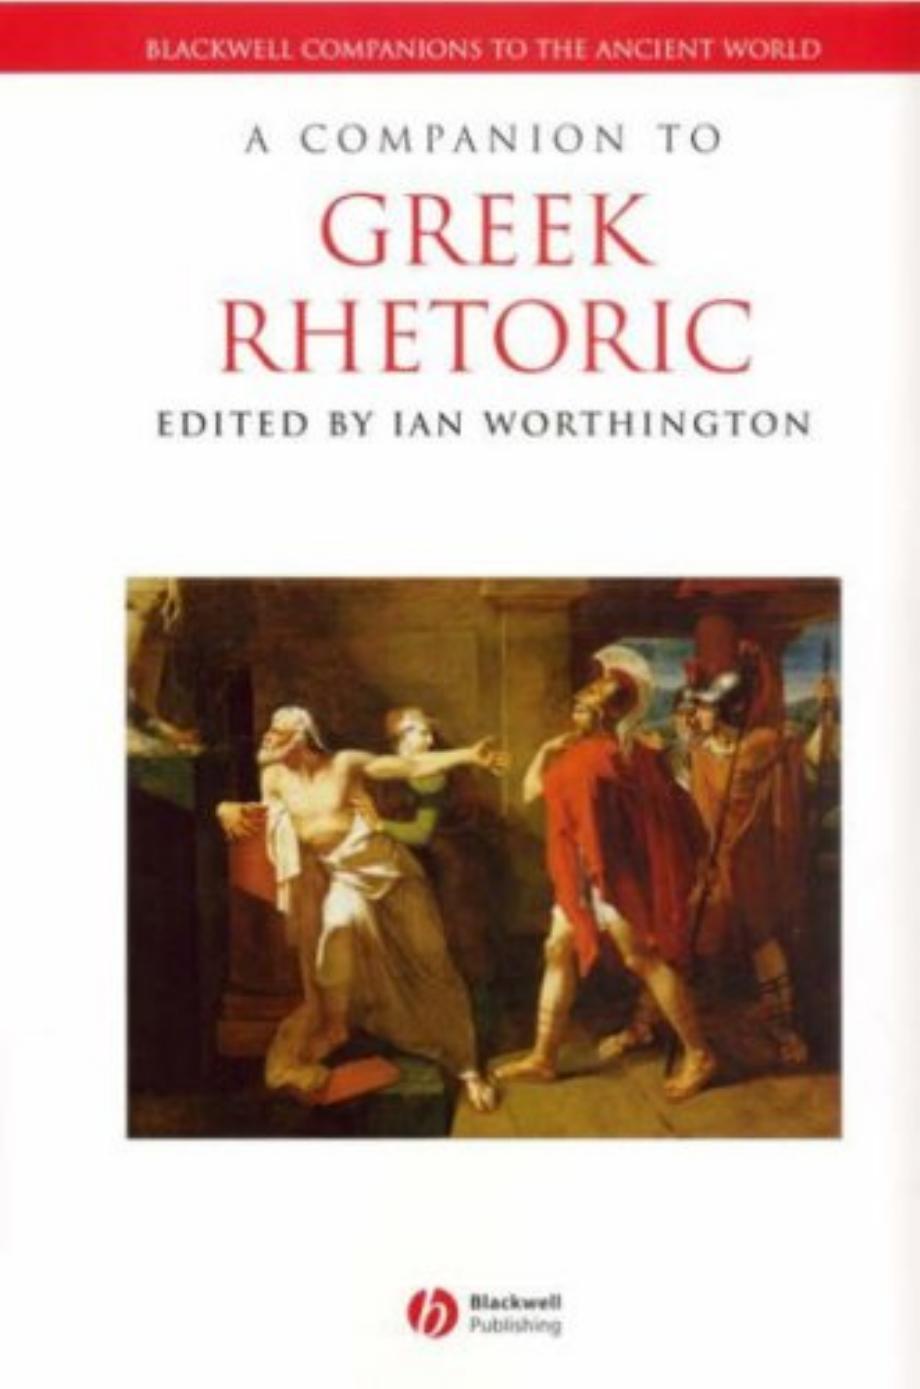 BLACKWELL COMPANIONS TO THE ANCIENT WORLD
A COMPANION TO
GREEK
RHETORIC
EDITED BY IAN WORTHINGTON
b
Blackwell
Publishing